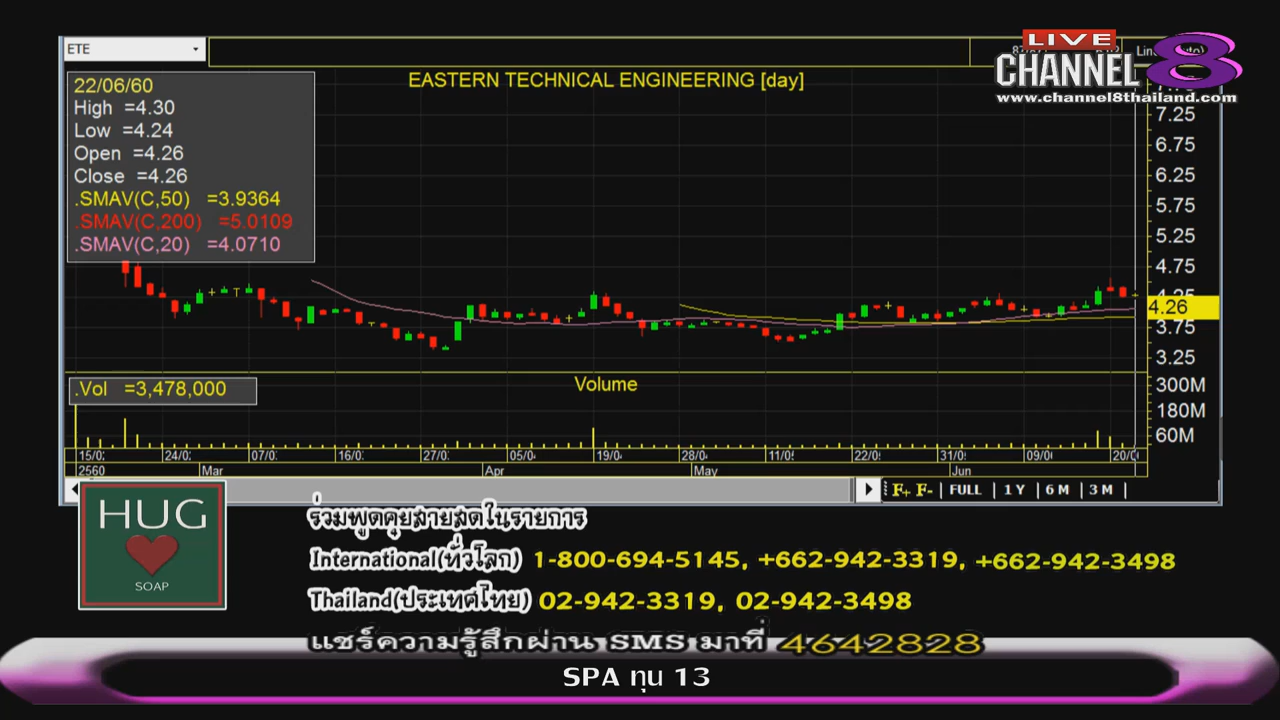 ETE
LIVE
CHANNEL 8
www.channel8thailand.com
EASTERN TECHNICAL ENGINEERING [day]
22/06/60
High =4.30
Low =4.24
Open =4.26
Close =4.26
.SMAV(C,50) =3.9364
.SMAV(C,200) =5.0109
.SMAV(C,20) =4.0710
7.25
6.75
6.25
5.75
5.25
4.75
4.26
3.75
3.25
.Vol =3,478,000
Volume
300M
180M
60M
15/0 24/0 07/0 16/0 27/0 05/0 19/0 28/0 11/0 22/0 31/0 09/0 20/0
2560 Mar Apr May Jun
F+ F- FULL 1 Y 6 M 3 M
HUG
SOAP
ร่วมพูดคุยสายสดในรายการ
International(ทั่วโลก) 1-800-694-5145, +662-942-3319, +662-942-3498
Thailand(ประเทศไทย) 02-942-3319, 02-942-3498
แชร์ความรู้สึกผ่าน SMS มาที่ 4642828
SPA ทุน 13